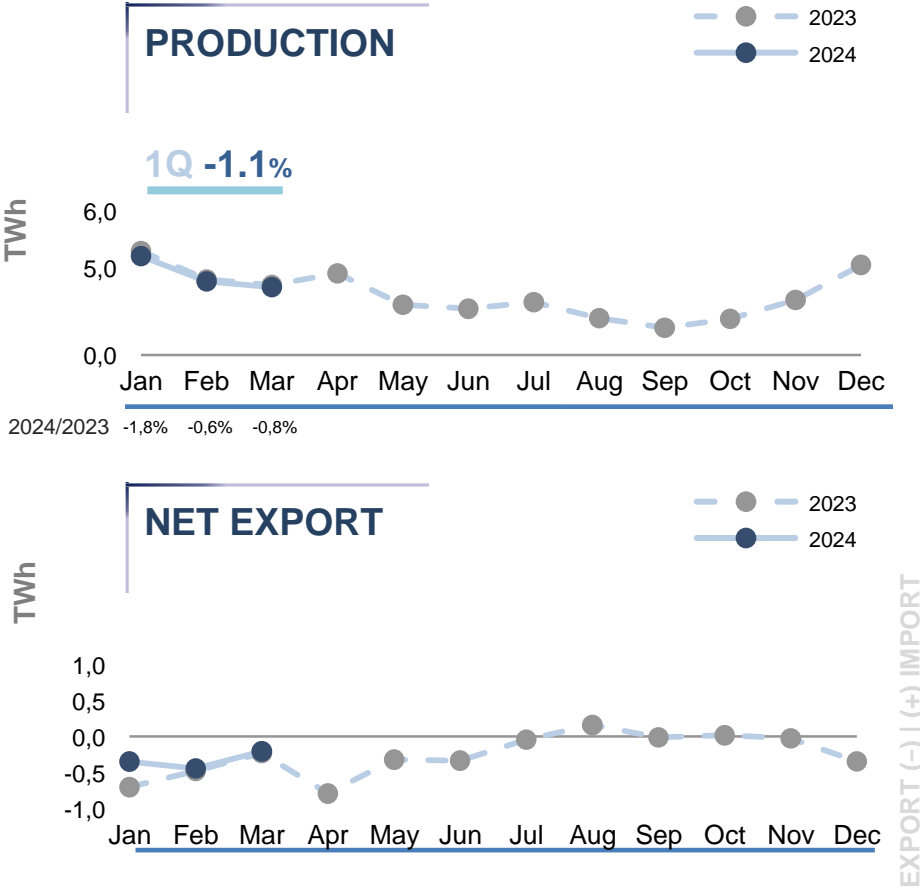 PRODUCTION
2023
2024
1Q -1.1%
TWh
6,0
5,0
0,0
Jan Feb Mar Apr May Jun Jul Aug Sep Oct Nov Dec
2024/2023 -1,8% -0,6% -0,8%
NET EXPORT
2023
2024
TWh
EXPORT (−) | (+) IMPORT
1,0
0,5
0,0
-0,5
-1,0
Jan Feb Mar Apr May Jun Jul Aug Sep Oct Nov Dec